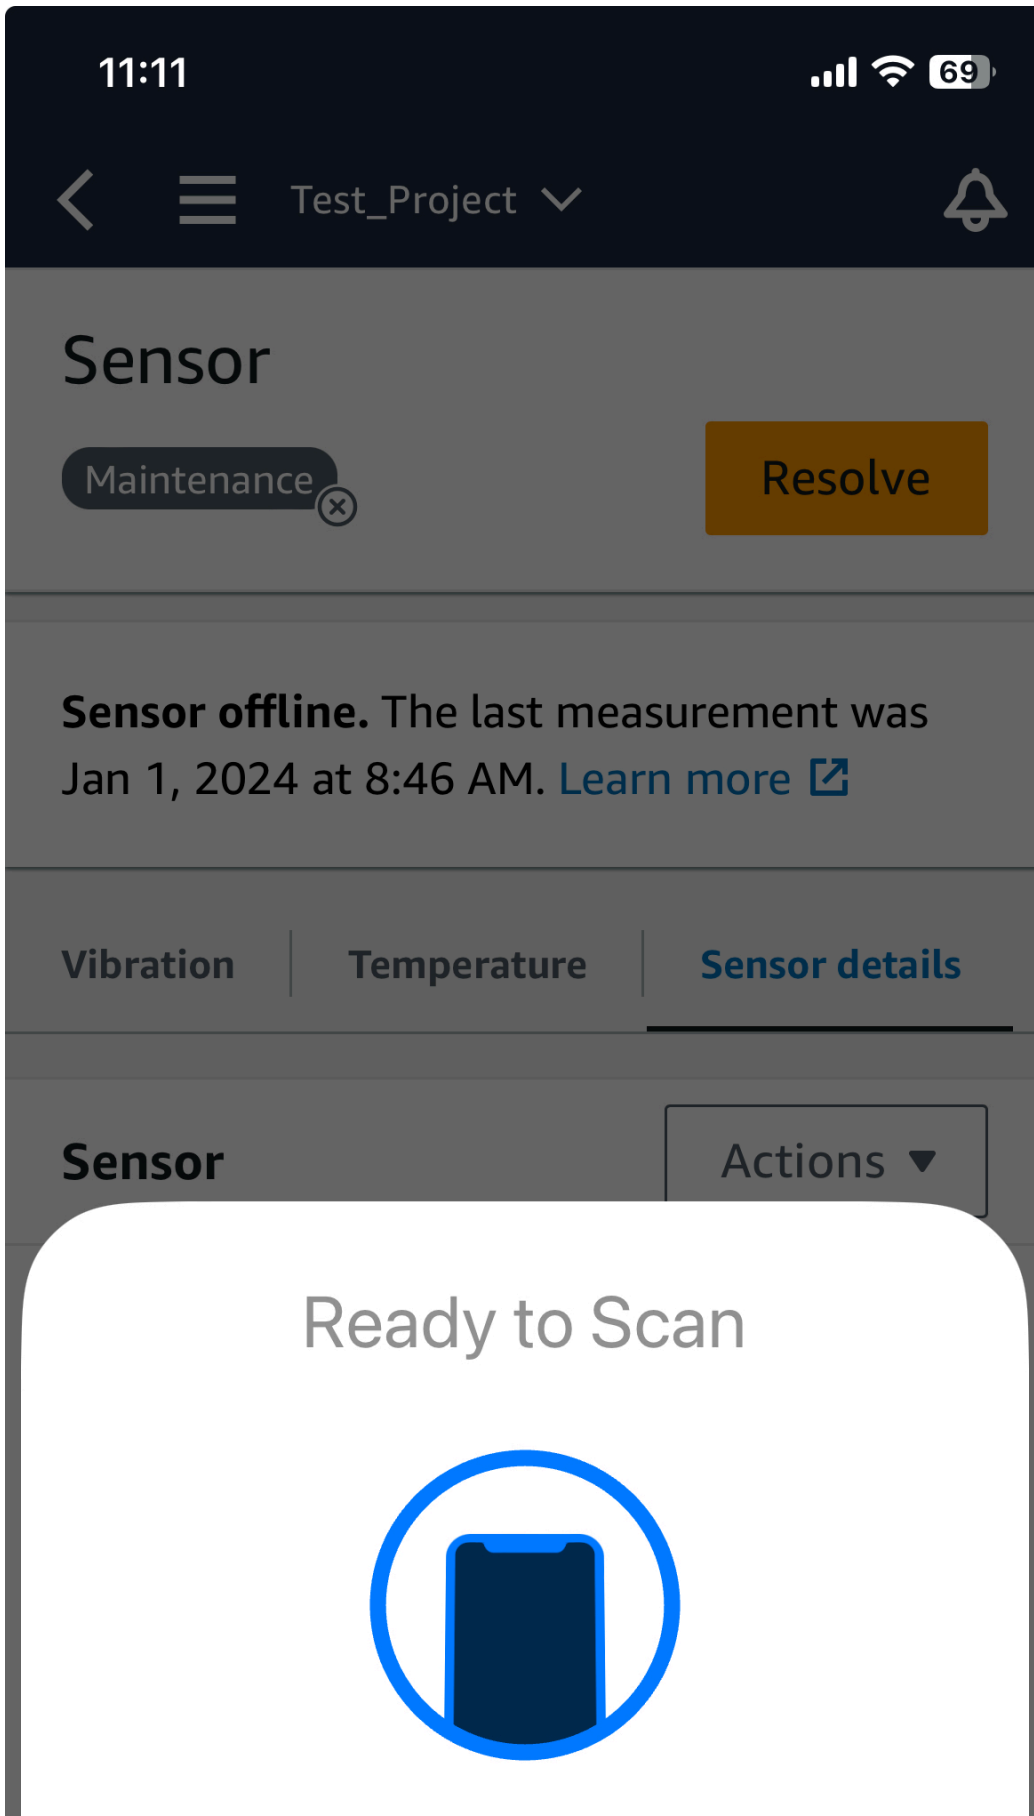 11:11
69
Test_Project
Sensor
Maintenance
Resolve
Sensor offline. The last measurement was
Jan 1, 2024 at 8:46 AM. Learn more
Vibration
Temperature
Sensor details
Sensor
Actions
Ready to Scan